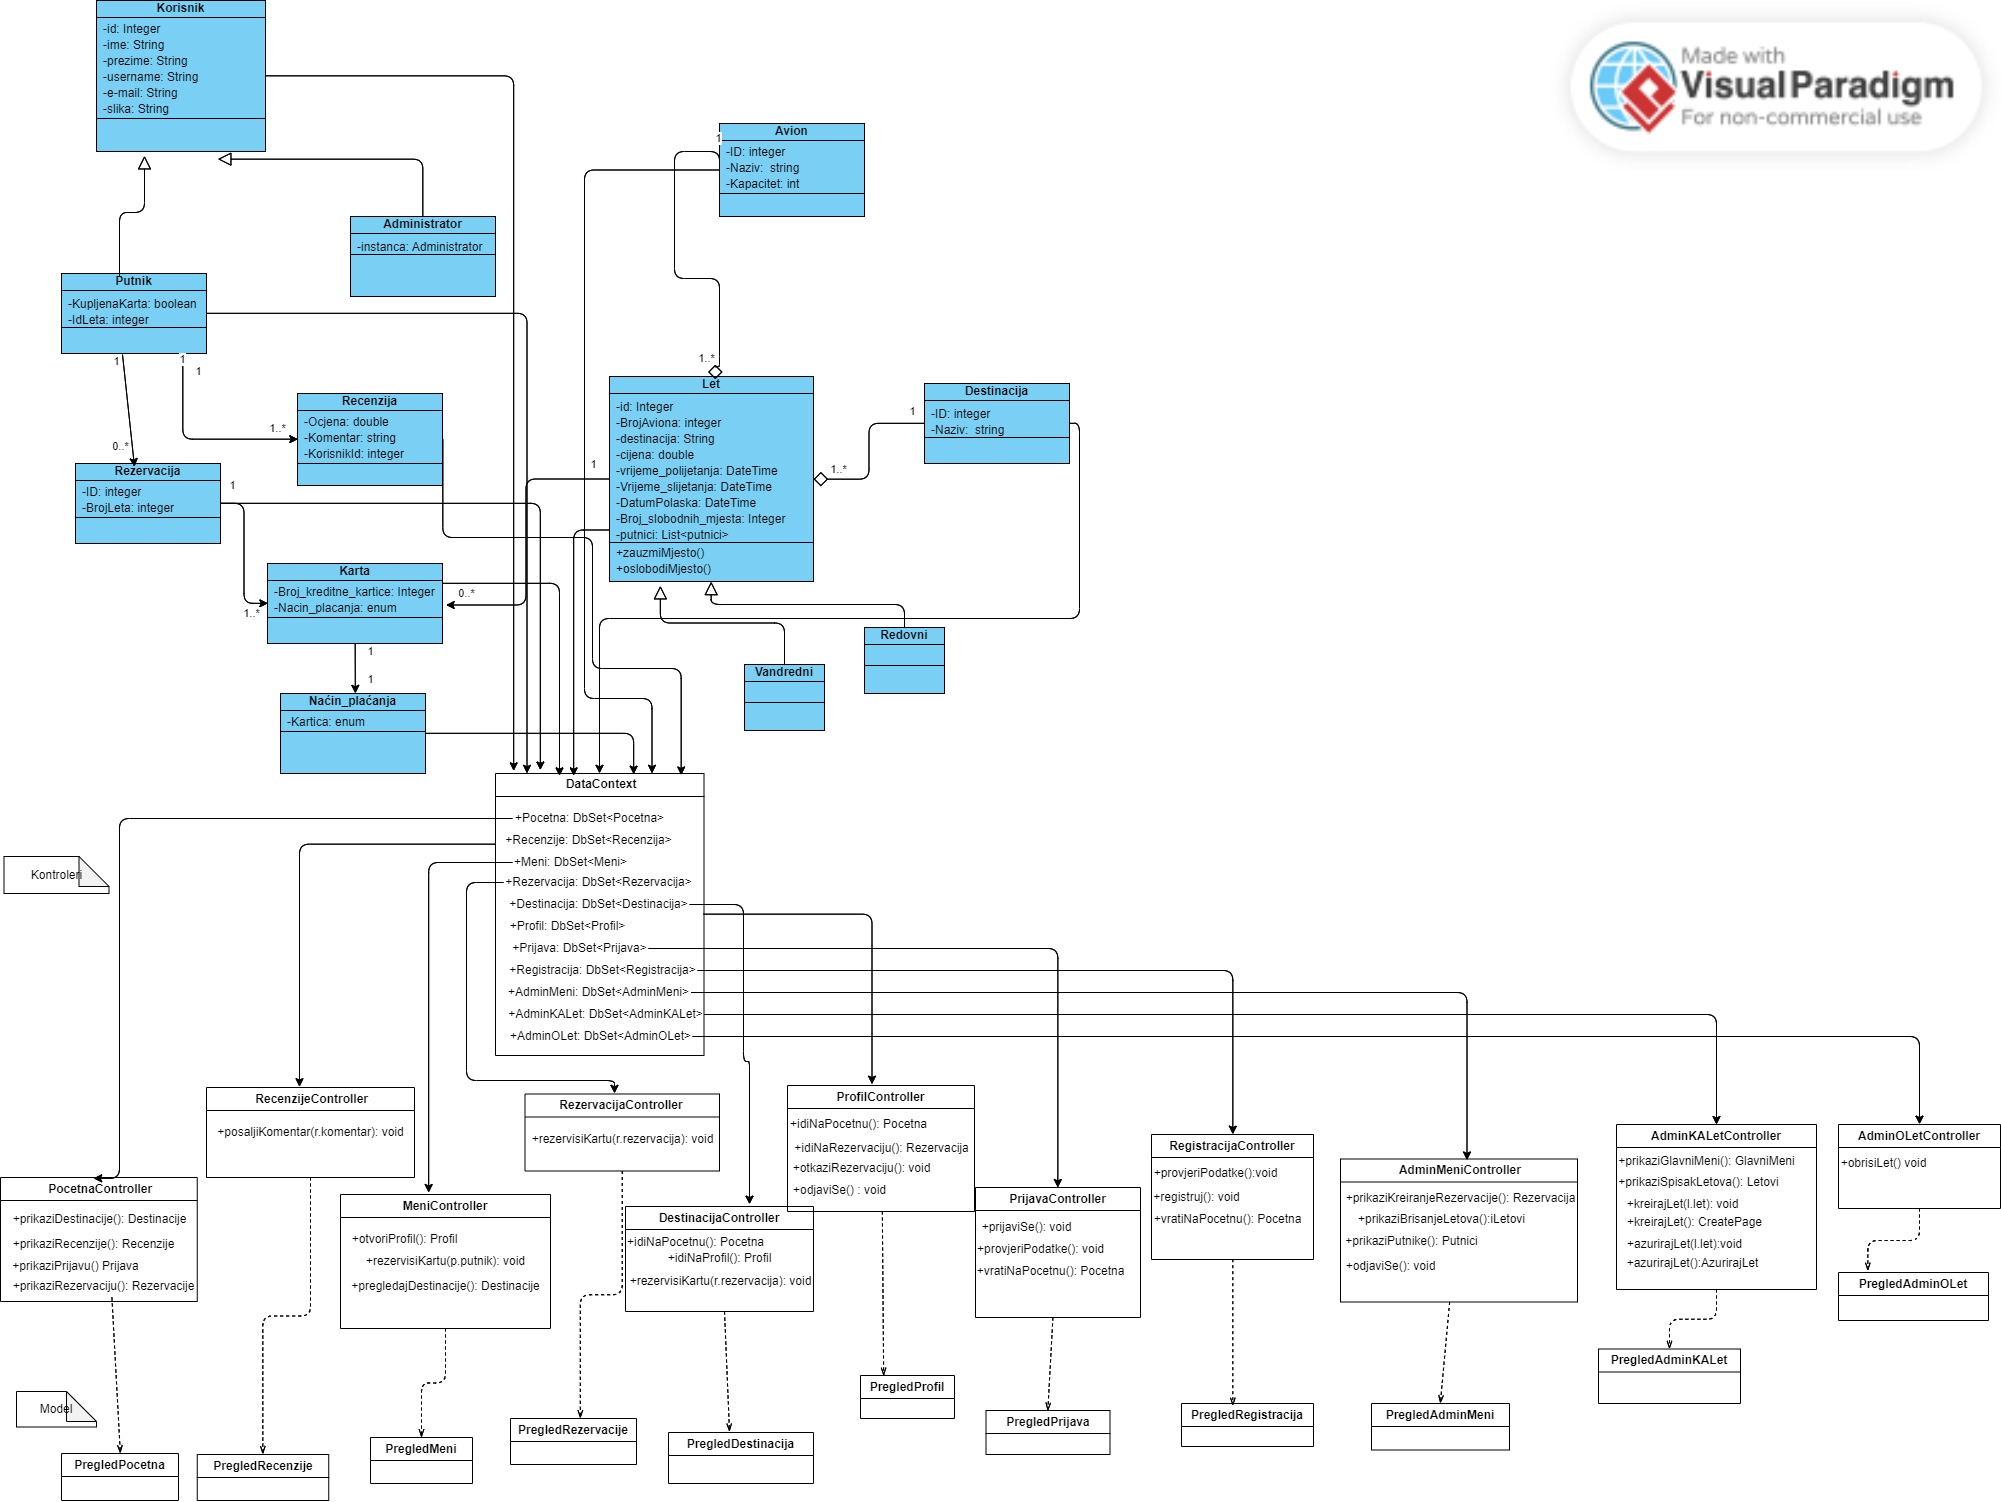 Korisnik
-id: Integer
-ime: String
-prezime: String
-username: String
-e-mail: String
-slika: String
Made with
Visual Paradigm
For non-commercial use
Avion
-ID: integer
-Naziv:  string
-Kapacitet: int
1
Administrator
-instanca: Administrator
Putnik
-KupljenaKarta: boolean
-IdLeta: integer
1
1
1
1..*
0..*
Recenzija
-Ocjena: double
-Komentar: string
-KorisnikId: integer
1..*
Let
-id: Integer
-BrojAviona: integer
-destinacija: String
-cijena: double
-vrijeme_polijetanja: DateTime
-Vrijeme_slijetanja: DateTime
-DatumPolaska: DateTime
-Broj_slobodnih_mjesta: Integer
-putnici: List<putnici>
+zauzmiMjesto()
+oslobodiMjesto()
1
1
1..*
Destinacija
-ID: integer
-Naziv:  string
Rezervacija
-ID: integer
-BrojLeta: integer
1
1..*
Karta
-Broj_kreditne_kartice: Integer
-Nacin_placanja: enum
0..*
1
1
Naćin_plaćanja
-Kartica: enum
Redovni
Vandredni
DataContext
+Pocetna: DbSet<Pocetna>
+Recenzije: DbSet<Recenzija>
+Meni: DbSet<Meni>
+Rezervacija: DbSet<Rezervacija>
+Destinacija: DbSet<Destinacija>
+Profil: DbSet<Profil>
+Prijava: DbSet<Prijava>
+Registracija: DbSet<Registracija>
+AdminMeni: DbSet<AdminMeni>
+AdminKALet: DbSet<AdminKALet>
+AdminOLet: DbSet<AdminOLet>
Kontroleri
PocetnaController
+prikaziDestinacije(): Destinacije
+prikaziRecenzije(): Recenzije
+prikaziPrijavu() Prijava
+prikaziRezervaciju(): Rezervacije
RecenzijeController
+posaljiKomentar(r.komentar): void
MeniController
+otvoriProfil(): Profil
+rezervisiKartu(p.putnik): void
+pregledajDestinacije(): Destinacije
RezervacijaController
+rezervisiKartu(r.rezervacija): void
DestinacijaController
+idiNaPocetnu(): Pocetna
+idiNaProfil(): Profil
+rezervisiKartu(r.rezervacija): void
ProfilController
+idiNaPocetnu(): Pocetna
+idiNaRezervaciju(): Rezervacija
+otkaziRezervaciju(): void
+odjaviSe() : void
PrijavaController
+prijaviSe(): void
+provjeriPodatke(): void
+vratiNaPocetnu(): Pocetna
RegistracijaController
+provjeriPodatke():void
+registruj(): void
+vratiNaPocetnu(): Pocetna
AdminMeniController
+prikaziKreiranjeRezervacije(): Rezervacija
+prikaziBrisanjeLetova():iLetovi
+prikaziPutnike(): Putnici
+odjaviSe(): void
AdminKALetController
+prikaziGlavniMeni(): GlavniMeni
+prikaziSpisakLetova(): Letovi
+kreirajLet(l.let): void
+kreirajLet(): CreatePage
+azurirajLet(l.let):void
+azurirajLet():AzurirajLet
AdminOLetController
+obrisiLet() void
Model
PregledPocetna
PregledRecenzije
PregledMeni
PregledRezervacije
PregledDestinacija
PregledProfil
PregledPrijava
PregledRegistracija
PregledAdminMeni
PregledAdminKALet
PregledAdminOLet